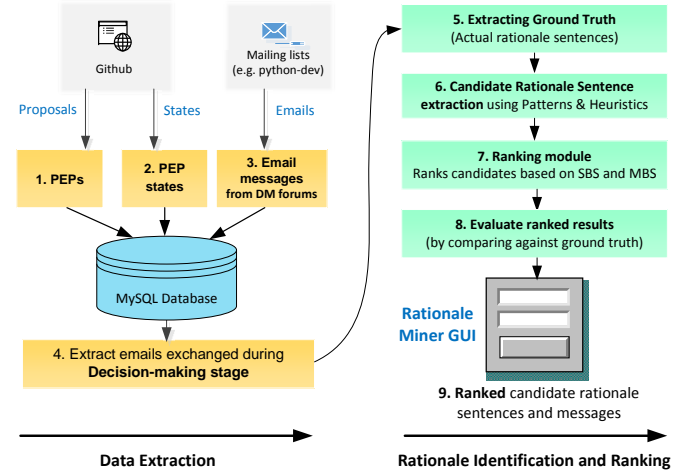 Github
Mailing lists
(e.g. python-dev)
Proposals
States
Emails
1. PEPs
2. PEP
states
3. Email
messages
from DM forums
MySQL Database
4. Extract emails exchanged during
Decision-making stage
Data Extraction
5. Extracting Ground Truth
(Actual rationale sentences)
6. Candidate Rationale Sentence
extraction using Patterns & Heuristics
7. Ranking module
Ranks candidates based on SBS and MBS
8. Evaluate ranked results
(by comparing against ground truth)
Rationale
Miner GUI
9. Ranked candidate rationale
sentences and messages
Rationale Identification and Ranking